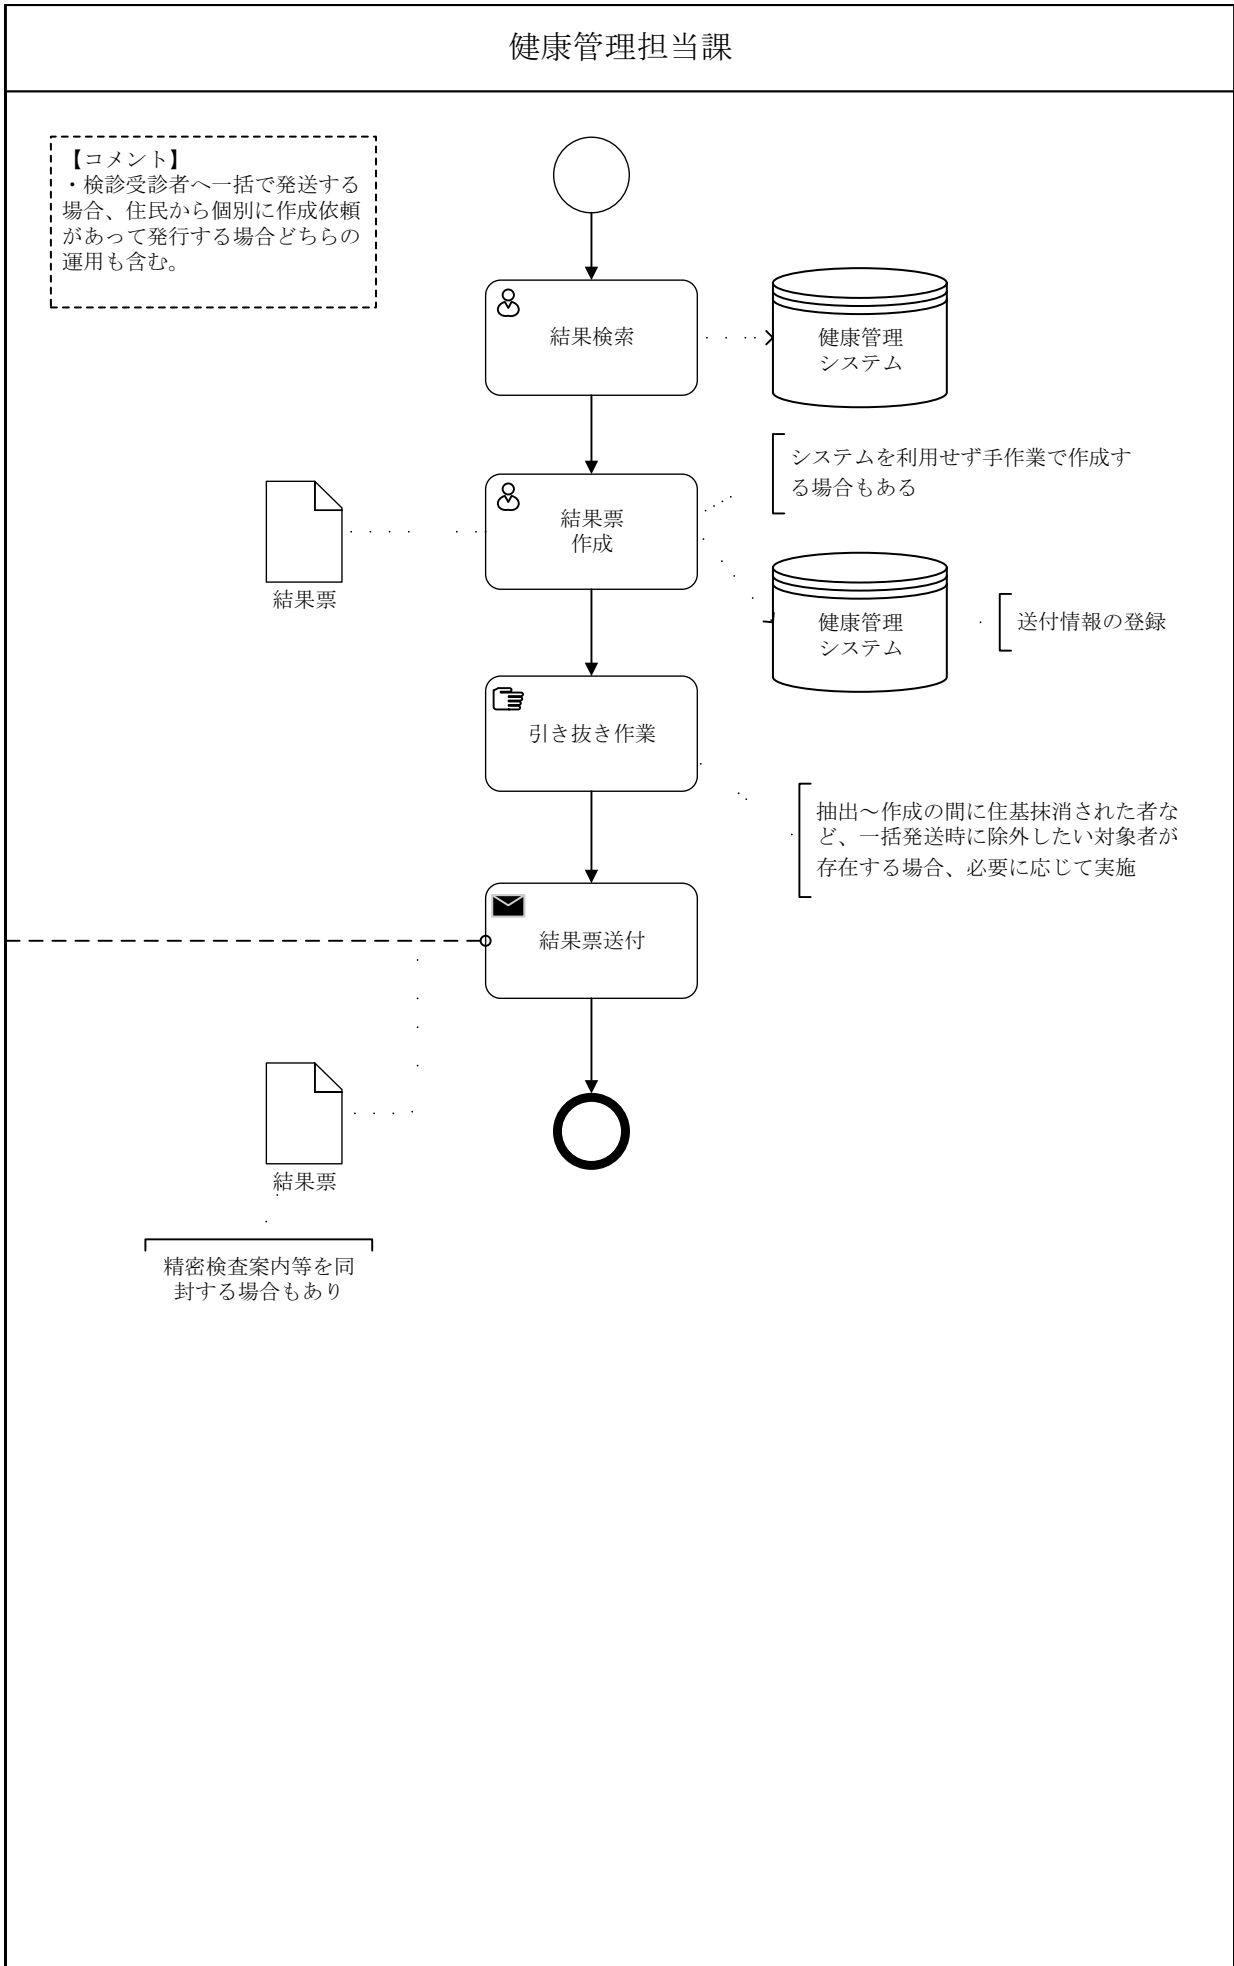 健康管理担当課
【コメント】
・検診受診者へ一括で発送する
場合、住民から個別に作成依頼
があって発行する場合どちらの
運用も含む。
結果検索
健康管理
システム
システムを利用せず手作業で作成す
る場合もある
結果票
作成
結果票
健康管理
システム
送付情報の登録
引き抜き作業
抽出~作成の間に住基抹消された者な
ど、一括発送時に除外したい対象者が
存在する場合、必要に応じて実施
結果票送付
結果票
精密検査案内等を同
封する場合もあり